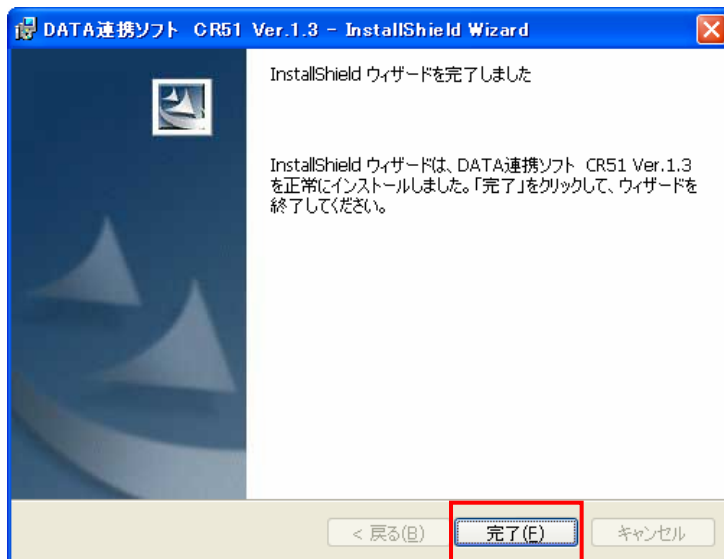 DATA連携ソフト CR51 Ver.1.3 - InstallShield Wizard
InstallShield ウィザードを完了しました
InstallShield ウィザードは、DATA連携ソフト CR51 Ver.1.3
を正常にインストールしました。「完了」をクリックして、ウィザードを
終了してください。
< 戻る(B)
完了(F)
キャンセル